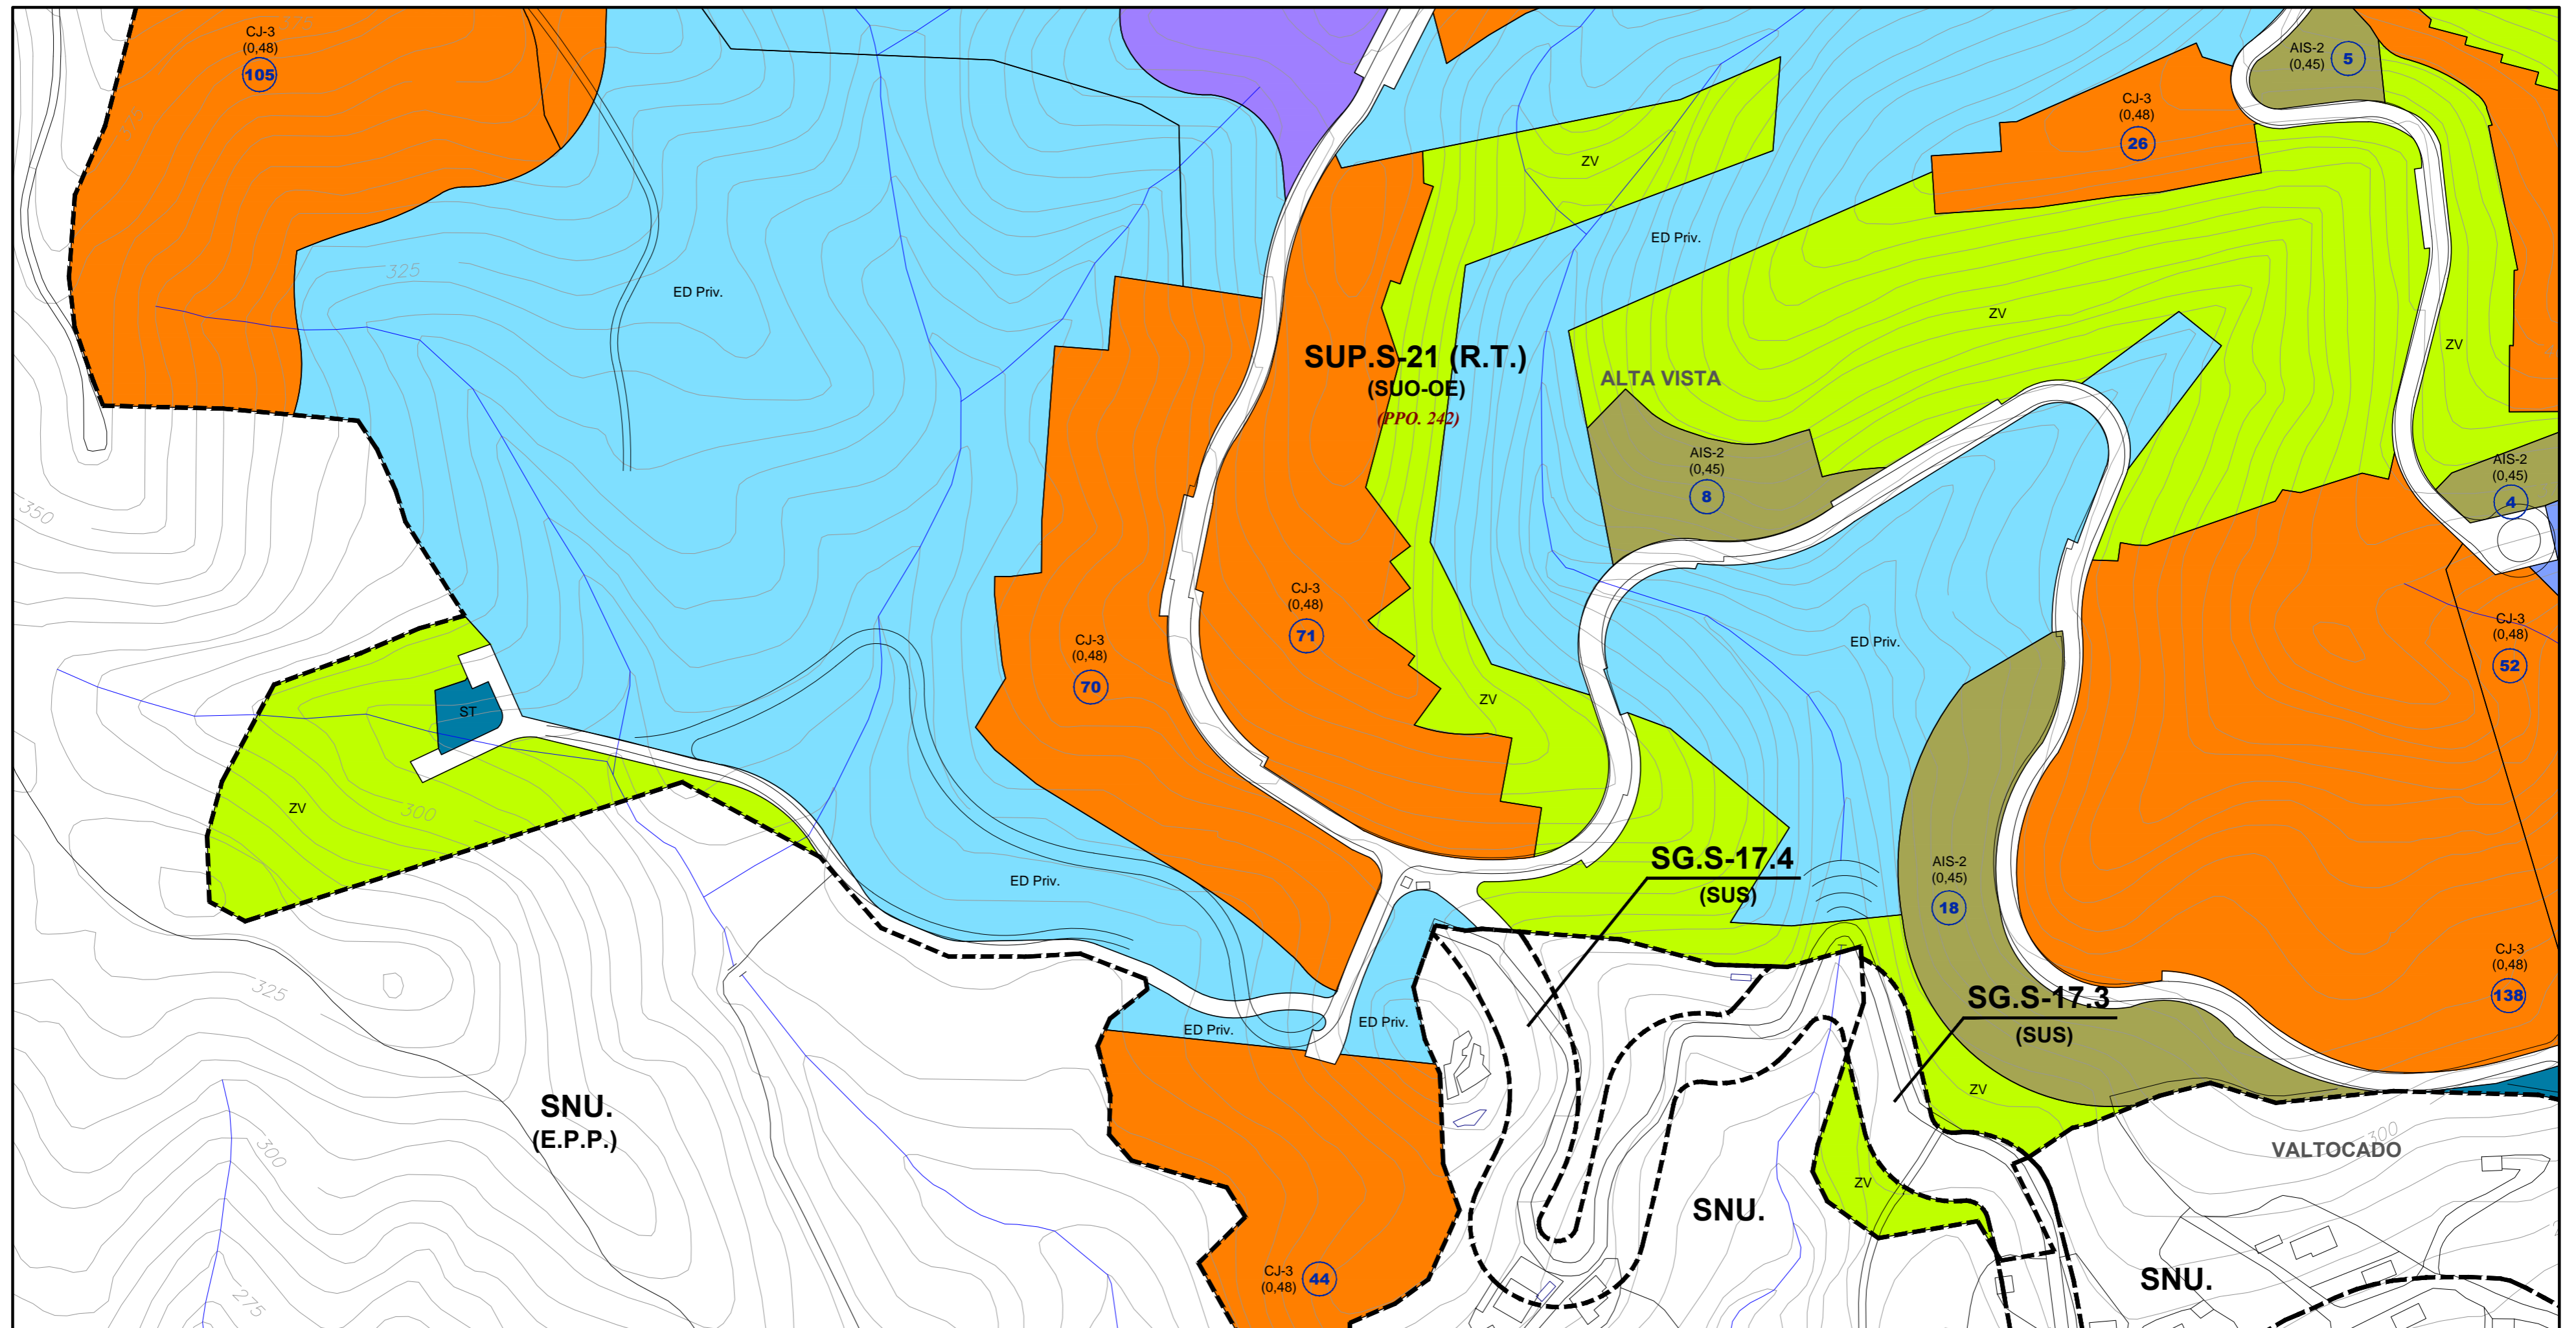 CJ-3
(0,48)
105
AIS-2
(0,45)
5
CJ-3
(0,48)
26
ZV
ED Priv.
325
ED Priv.
ZV
ZV
SUP.S-21 (R.T.)
(SUO-OE)
(PPO. 242)
ALTA VISTA
AIS-2
(0,45)
8
AIS-2
(0,45)
4
350
CJ-3
(0,48)
71
CJ-3
(0,48)
70
ED Priv.
CJ-3
(0,48)
52
ZV
ST
ZV
300
SG.S-17.4
(SUS)
ED Priv.
AIS-2
(0,45)
18
CJ-3
(0,48)
138
325
SG.S-17.3
(SUS)
ED Priv.
ED Priv.
ZV
SNU.
(E.P.P.)
300
VALTOCADO
300
ZV
SNU.
CJ-3
(0,48)
44
SNU.
275